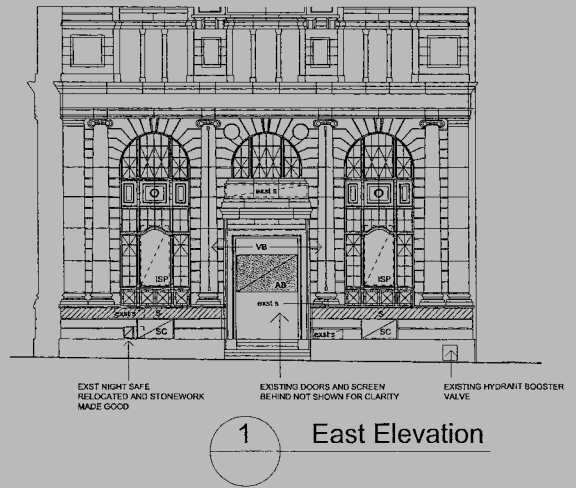 exst s
VB
ISP
AB
ISP
exst s
exst s
S
S
SC
exst s
SC
EXST NIGHT SAFE
RELOCATED AND STONEWORK
MADE GOOD
EXISTING DOORS AND SCREEN
BEHIND NOT SHOWN FOR CLARITY
EXISTING HYDRANT BOOSTER
VALVE
1
East Elevation